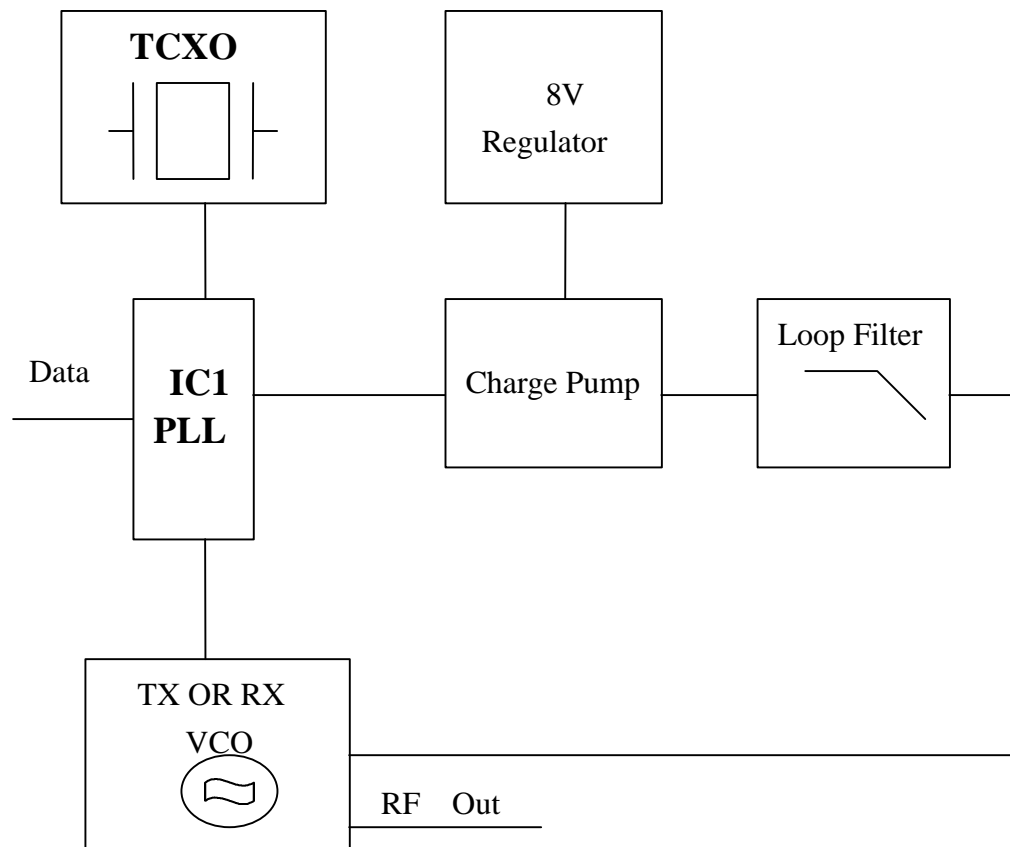 TCXO
8V
Regulator
Data
IC1
PLL
Charge Pump
Loop Filter
TX OR RX
VCO
RF Out